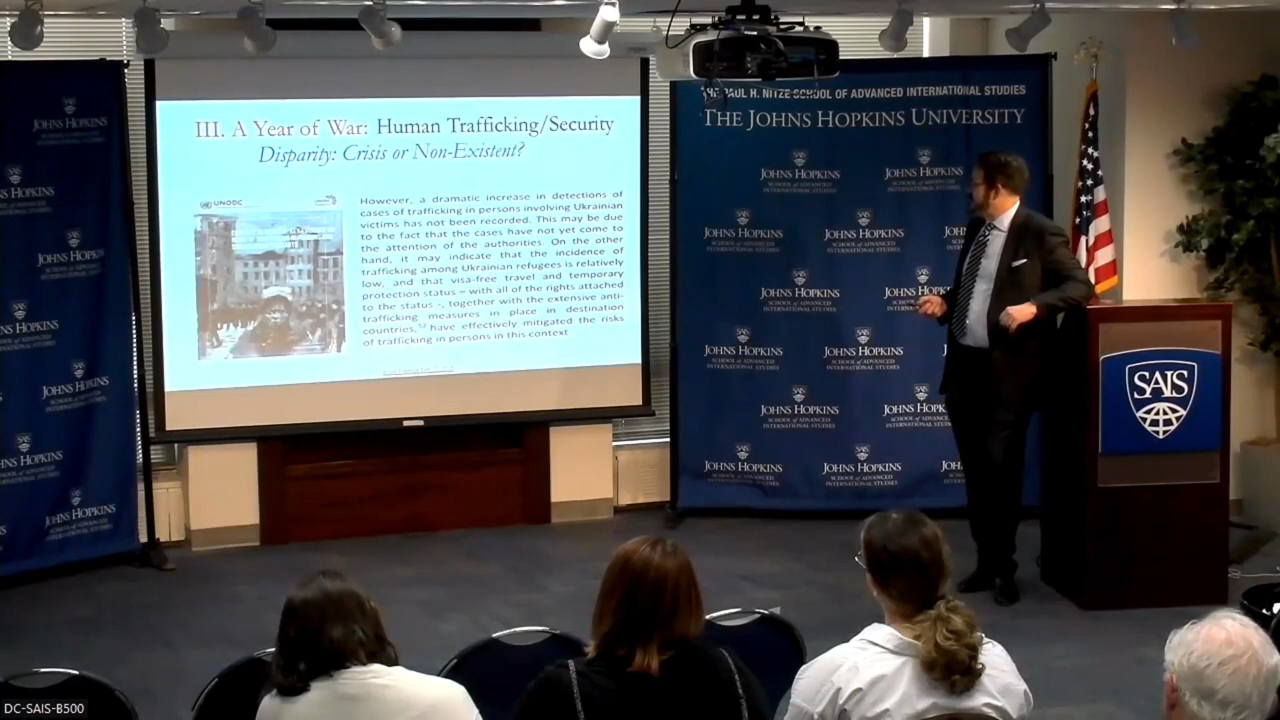 III. A Year of War: Human Trafficking/Security
Disparity: Crisis or Non-Existent?
UNODC
However, a dramatic increase in detections of
cases of trafficking in persons involving Ukrainian
victims has not been recorded. This may be due
to the fact that the cases have not yet come to
the attention of the authorities. On the other
hand, it may indicate that the incidence of
trafficking among Ukrainian refugees is relatively
low, and that visa-free travel and temporary
protection status – with all of the rights attached
to the status -, together with the extensive anti-
trafficking measures in place in destination
countries, have effectively mitigated the risks
of trafficking in persons in this context
THE PAUL H. NITZE SCHOOL OF ADVANCED INTERNATIONAL STUDIES
THE JOHNS HOPKINS UNIVERSITY
JOHNS HOPKINS
SCHOOL of ADVANCED
INTERNATIONAL STUDIES
SAIS
DC-SAIS-B500